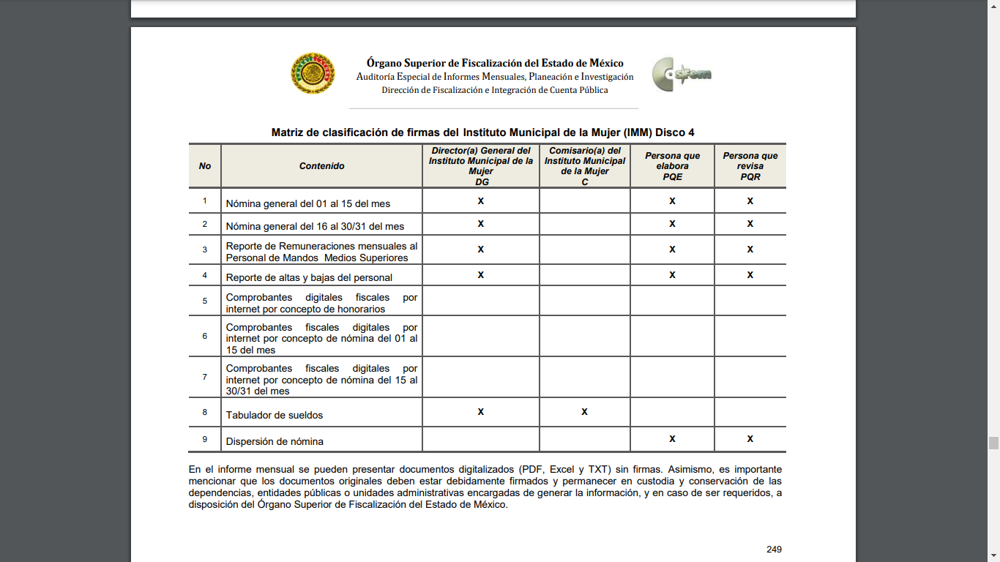 Órgano Superior de Fiscalización del Estado de México
Auditoría Especial de Informes Mensuales, Planeación e Investigación
Dirección de Fiscalización e Integración de Cuenta Pública
osfem
Matriz de clasificación de firmas del Instituto Municipal de la Mujer (IMM) Disco 4
No
Contenido
Director(a) General del
Instituto Municipal de la
Mujer
DG
Comisario(a) del
Instituto Municipal
de la Mujer
C
Persona que
elabora
PQE
Persona que
revisa
PQR
1 Nómina general del 01 al 15 del mes X X X
2 Nómina general del 16 al 30/31 del mes X X X
3 Reporte de Remuneraciones mensuales al
Personal de Mandos Medios Superiores X X X
4 Reporte de altas y bajas del personal X X X
5 Comprobantes digitales fiscales por
internet por concepto de honorarios
6 Comprobantes fiscales digitales por
internet por concepto de nómina del 01 al
15 del mes
7 Comprobantes fiscales digitales por
internet por concepto de nómina del 15 al
30/31 del mes
8 Tabulador de sueldos X X
9 Dispersión de nómina X X
En el informe mensual se pueden presentar documentos digitalizados (PDF, Excel y TXT) sin firmas. Asimismo, es importante
mencionar que los documentos originales deben estar debidamente firmados y permanecer en custodia y conservación de las
dependencias, entidades públicas o unidades administrativas encargadas de generar la información, y en caso de ser requeridos, a
disposición del Órgano Superior de Fiscalización del Estado de México.
249